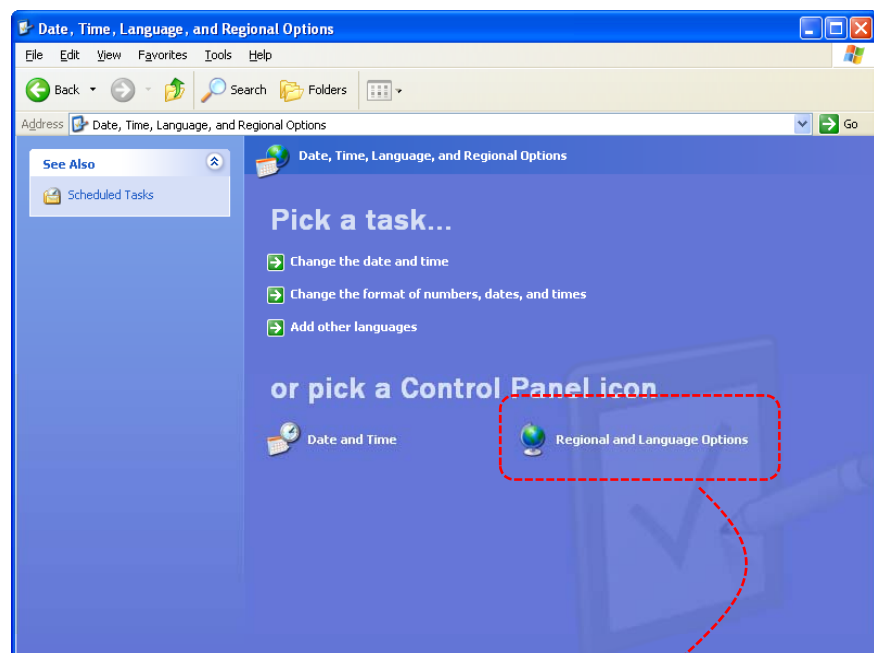 Date, Time, Language, and Regional Options
File Edit View Favorites Tools Help
Back Search Folders
Address Date, Time, Language, and Regional Options Go
See Also
Scheduled Tasks
Date, Time, Language, and Regional Options
Pick a task...
Change the date and time
Change the format of numbers, dates, and times
Add other languages
or pick a Control Panel icon
Date and Time Regional and Language Options